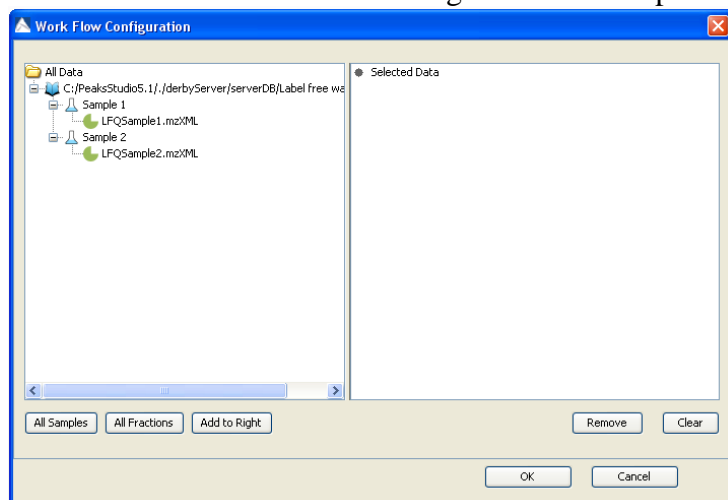 Work Flow Configuration
All Data
C:/PeaksStudio5.1/./derbyServer/serverDB/Label free wa
Sample 1
LFQSample1.mzXML
Sample 2
LFQSample2.mzXML
Selected Data
All Samples
All Fractions
Add to Right
Remove
Clear
OK
Cancel